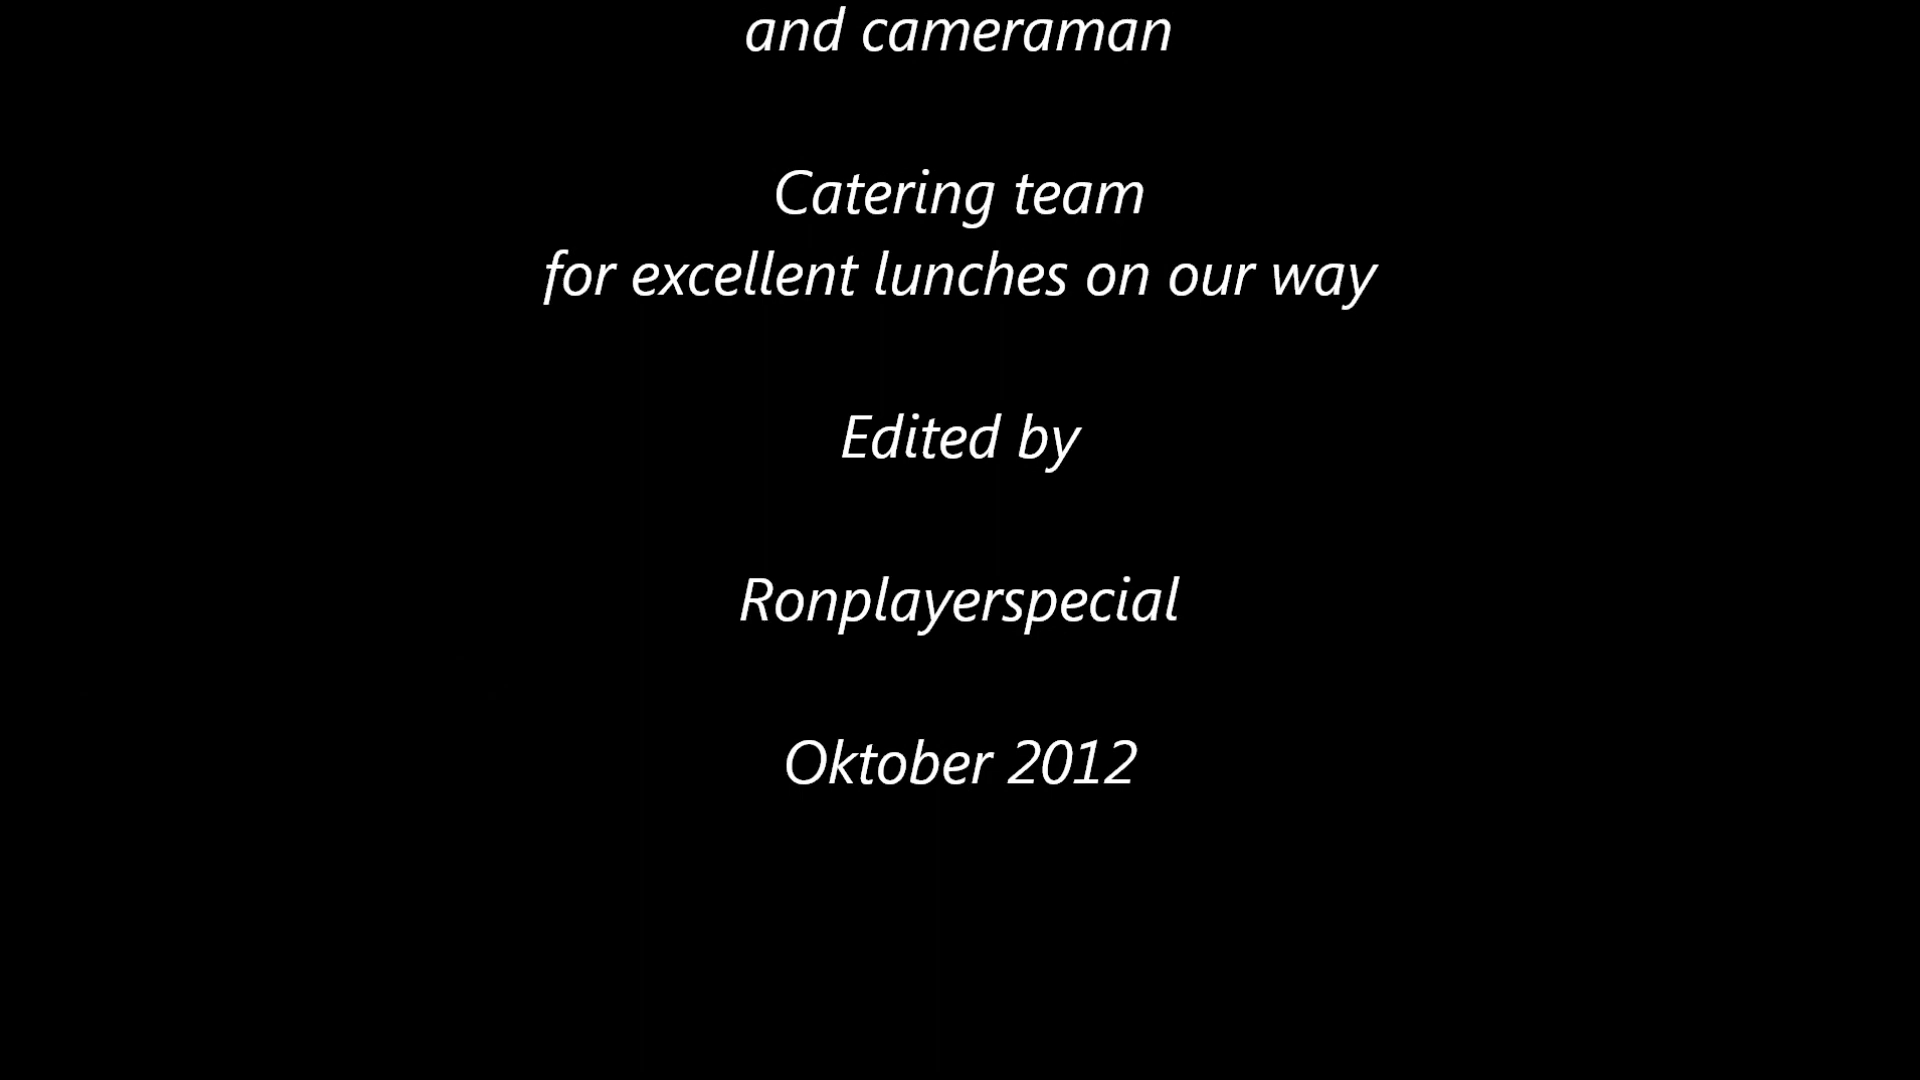 and cameraman
Catering team
for excellent lunches on our way
Edited by
Ronplayerspecial
Oktober 2012